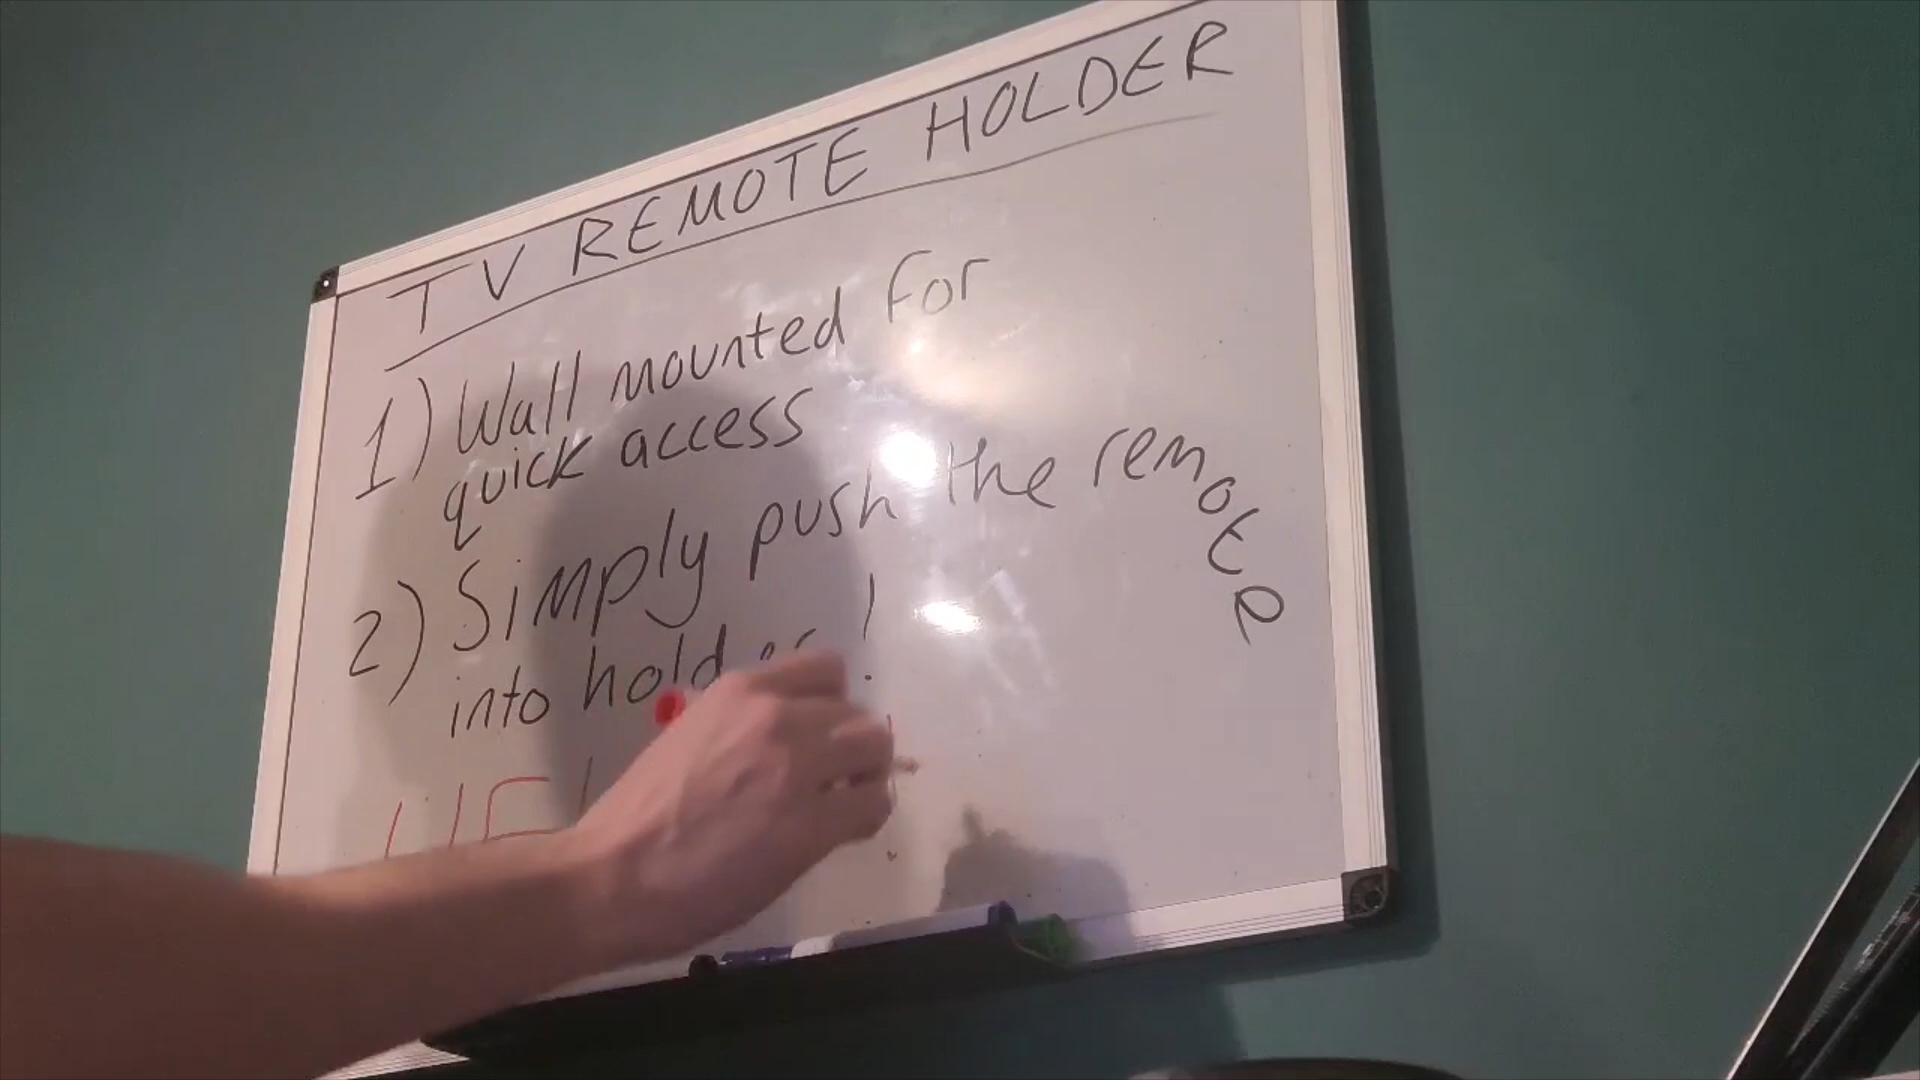 TV REMOTE HOLDER
1) Wall mounted for
quick access
2) Simply push the remote
into holder!